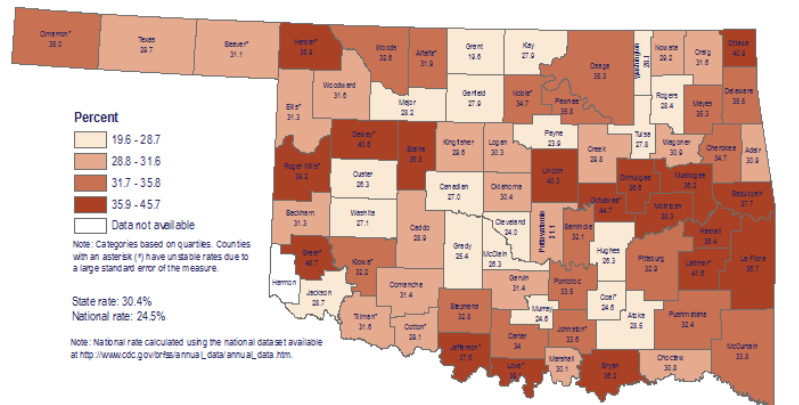 Cimarron*
36.0
Texas
29.7
Beaver*
31.1
Harper*
Woods
32.6
Alfalfa*
31.9
Grant
19.6
Kay
27.9
Osage
35.3
Washington
Nowata
29.2
Craig
31.6
Ottawa
40.9
Ellis*
31.3
Woodward
31.6
Major
28.2
Garfield
27.9
Noble*
34.7
Pawnee
35.8
Rogers
28.4
Mayes
35.3
Delaware
35.8
Percent
19.6 - 28.7
28.8 - 31.6
31.7 - 35.8
35.9 - 45.7
Data not available
Note: Categories based on quartiles. Counties
with an asterisk (*) have unstable rates due to
a large standard error of the measure.
State rate: 30.4%
National rate: 24.5%
Note: National rate calculated using the national dataset available
at http://www.cdc.gov/brfss/annual_data/annual_data.htm.
Dewey*
40.6
Blaine
36.3
Kingfisher
29.6
Logan
30.3
Payne
23.9
Creek
29.8
Tulsa
27.8
Wagoner
30.9
Cherokee
34.7
Adair
30.9
Roger Mills*
39.2
Custer
26.3
Canadian
27.0
Oklahoma
30.4
Lincoln
40.3
Okfuskee*
44.7
Okmulgee
38.6
Muskogee
36.2
McIntosh
38.3
Sequoyah
37.7
Beckham
31.3
Washita
27.1
Caddo
28.9
Grady
25.4
McClain
26.3
Cleveland
24.0
Pottawatomie
31.1
Seminole
32.1
Hughes
26.3
Pittsburg
32.9
Haskell
36.4
Latimer*
Le Flore
36.7
Harmon
Greer*
Kiowa*
32.2
Jackson
28.7
Comanche
31.4
Tillman*
31.6
Cotton*
29.1
Stephens
32.8
Garvin
31.4
Murray
24.6
Pontotoc
33.5
Coal*
24.6
Atoka
28.5
Pushmataha
32.4
McCurtain
33.8
Jefferson*
37.6
Carter
34
Love*
Johnston*
33.6
Marshall
30.1
Bryan
36.2
Choctaw
30.8